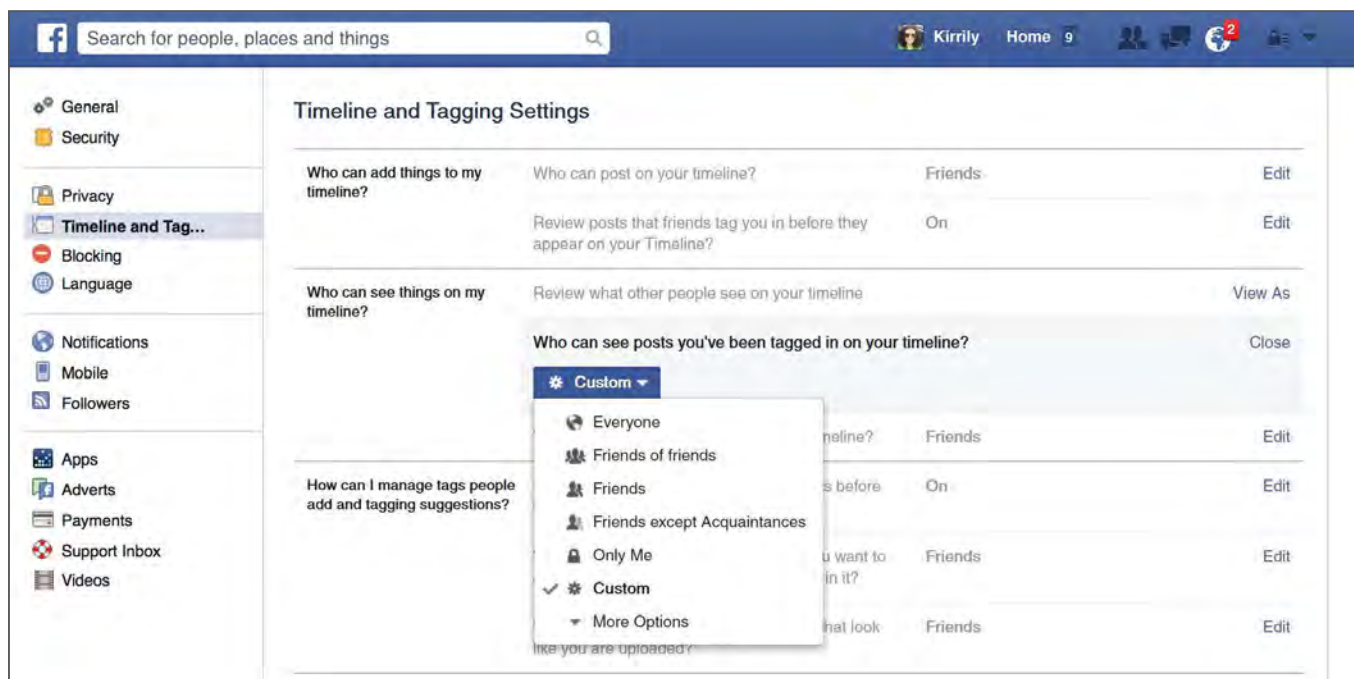 f
Search for people, places and things
Kirrily Home 9
2
General
Security
Privacy
Timeline and Tag...
Blocking
Language
Notifications
Mobile
Followers
Apps
Adverts
Payments
Support Inbox
Videos
Timeline and Tagging Settings
Who can add things to my
timeline?
Who can post on your timeline?
Friends
Edit
Review posts that friends tag you in before they
appear on your Timeline?
On
Edit
Who can see things on my
timeline?
Review what other people see on your timeline
View As
Who can see posts you've been tagged in on your timeline?
Close
Custom
Everyone
Friends of friends
Friends
Friends except Acquaintances
Only Me
Custom
More Options
Friends
Edit
How can I manage tags people
add and tagging suggestions?
before
On
Edit
want to
in it?
Friends
Edit
look
like you are uploaded?
Friends
Edit